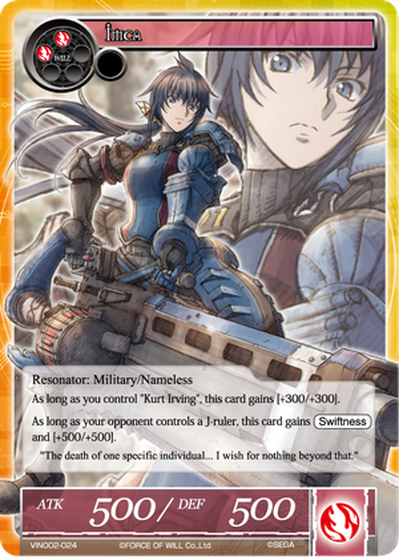 Imca
WILL
Resonator: Military/Nameless
As long as you control "Kurt Irving", this card gains [+300/+300].
As long as your opponent controls a J-ruler, this card gains Swiftness
and [+500/+500].
"The death of one specific individual... I wish for nothing beyond that."
ATK 500/ DEF 500
VIN002-024 ©FORCE OF WILL Co.,Ltd. ©SEGA